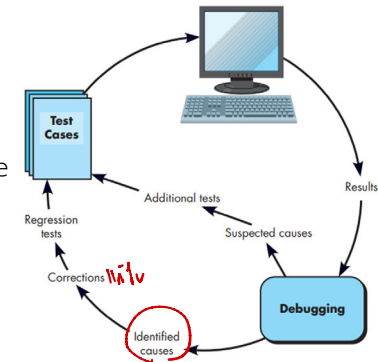 Test
Cases
Results
Additional tests
Suspected causes
Regression
tests
Corrections
Debugging
Identified
causes